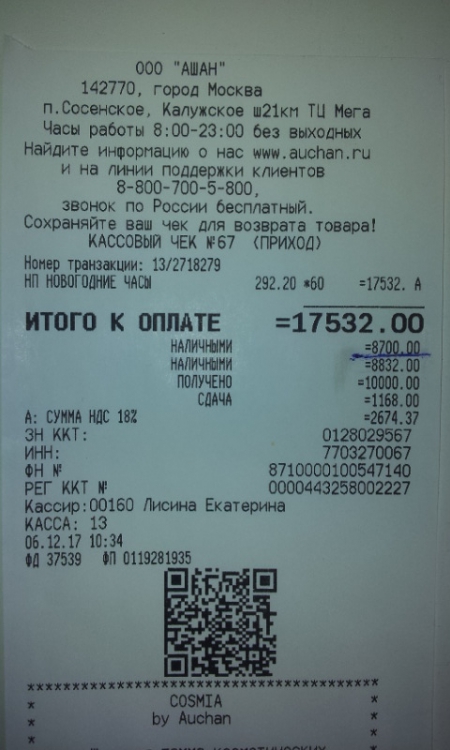 ООО "АШАН"
142770, город Москва
п.Сосенское, Калужское ш21км ТЦ Мега
Часы работы 8:00-23:00 без выходных
Найдите информацию о нас www.auchan.ru
и на линии поддержки клиентов
8-800-700-5-800,
звонок по России бесплатный.
Сохраняйте ваш чек для возврата товара!
КАССОВЫЙ ЧЕК №67 (ПРИХОД)
Номер транзакции: 13/2718279
НП НОВОГОДНИЕ ЧАСЫ 292.20 *60 =17532. А
ИТОГО К ОПЛАТЕ =17532.00
НАЛИЧНЫМИ =8700.00
НАЛИЧНЫМИ =8832.00
ПОЛУЧЕНО =10000.00
СДАЧА =1168.00
А: СУММА НДС 18% =2674.37
ЗН ККТ: 0128029567
ИНН: 7703270067
ФН № 8710000100547140
РЕГ ККТ № 0000443258002227
Кассир:00160 Лисина Екатерина
КАССА: 13
06.12.17 10:34
ФД 37539 ФП 0119281935
****************************************
* COSMIA *
* by Auchan *
* *